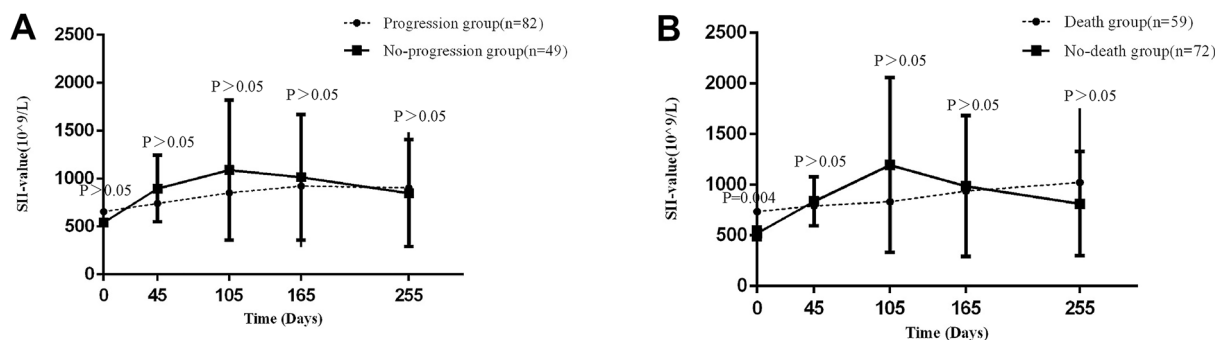 A
Progression group(n=82)
No-progression group(n=49)
2500
2000
1500
1000
500
0
SII-value(10^9/L)
P>0.05
P>0.05
P>0.05
P>0.05
P>0.05
0 45 105 165 255
Time (Days)
B
Death group(n=59)
No-death group(n=72)
2500
2000
1500
1000
500
0
SII-value(10^9/L)
P=0.004
P>0.05
P>0.05
P>0.05
P>0.05
0 45 105 165 255
Time (Days)